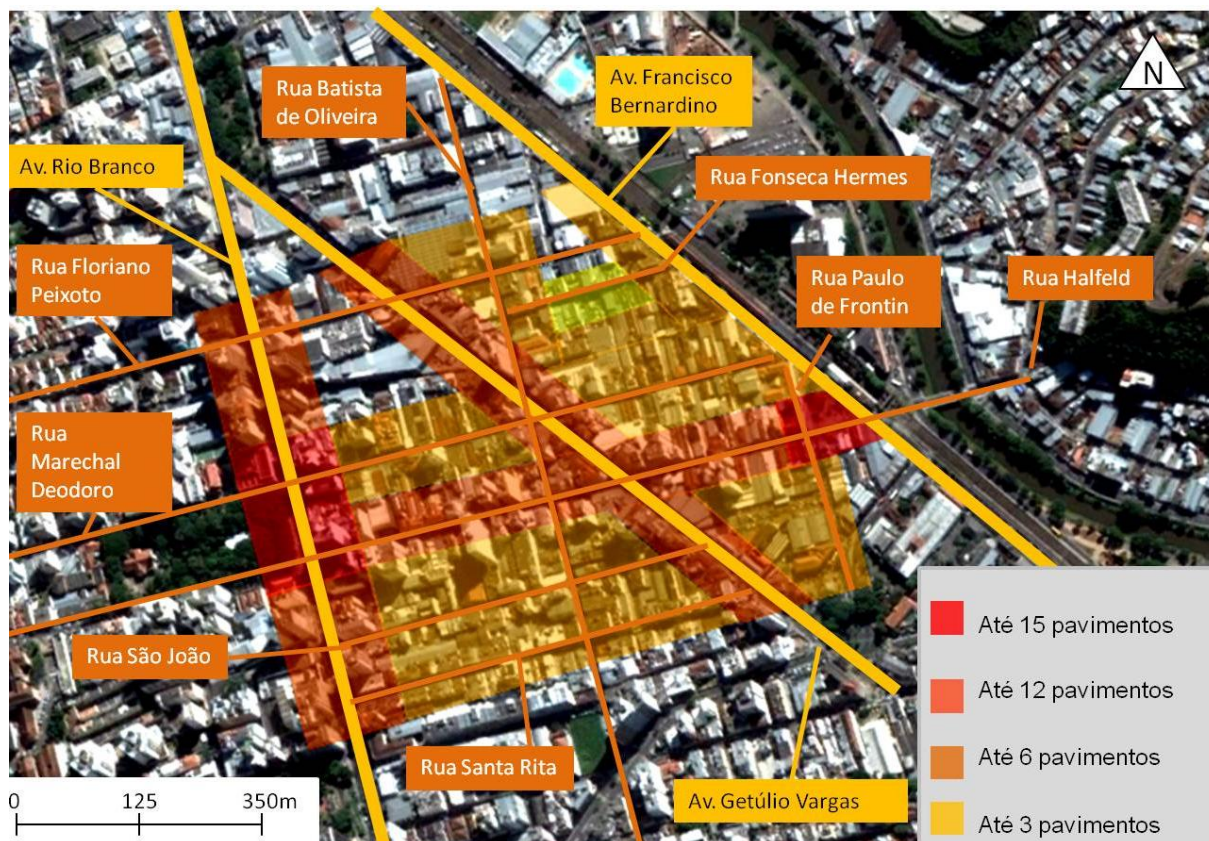 N
Rua Batista
de Oliveira
Av. Francisco
Bernardino
Av. Rio Branco
Rua Fonseca Hermes
Rua Floriano
Peixoto
Rua Paulo
de Frontin
Rua Halfeld
Rua
Marechal
Deodoro
Rua São João
Rua Santa Rita
Av. Getúlio Vargas
0 125 350m
Até 15 pavimentos
Até 12 pavimentos
Até 6 pavimentos
Até 3 pavimentos